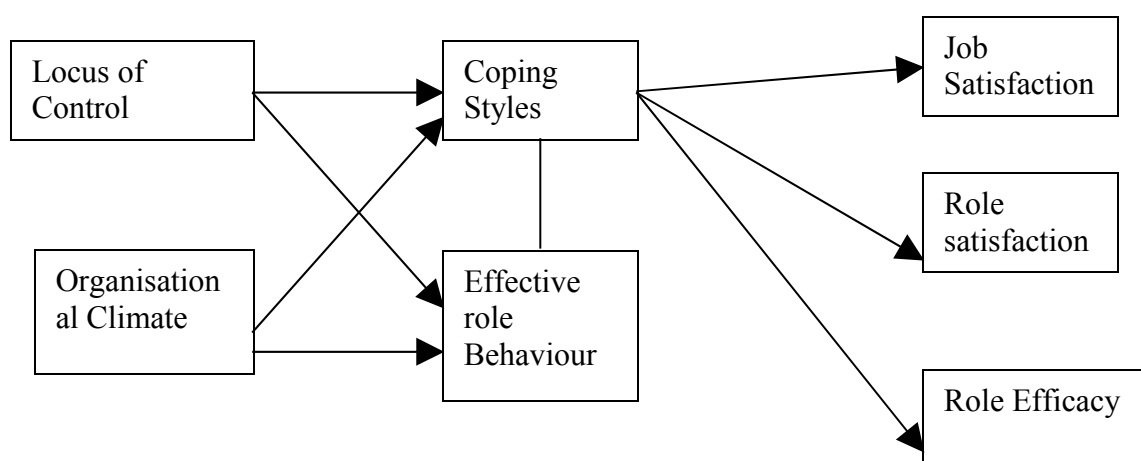 Locus of
Control
Coping
Styles
Job
Satisfaction
Role
satisfaction
Organisation
al Climate
Effective
role
Behaviour
Role Efficacy